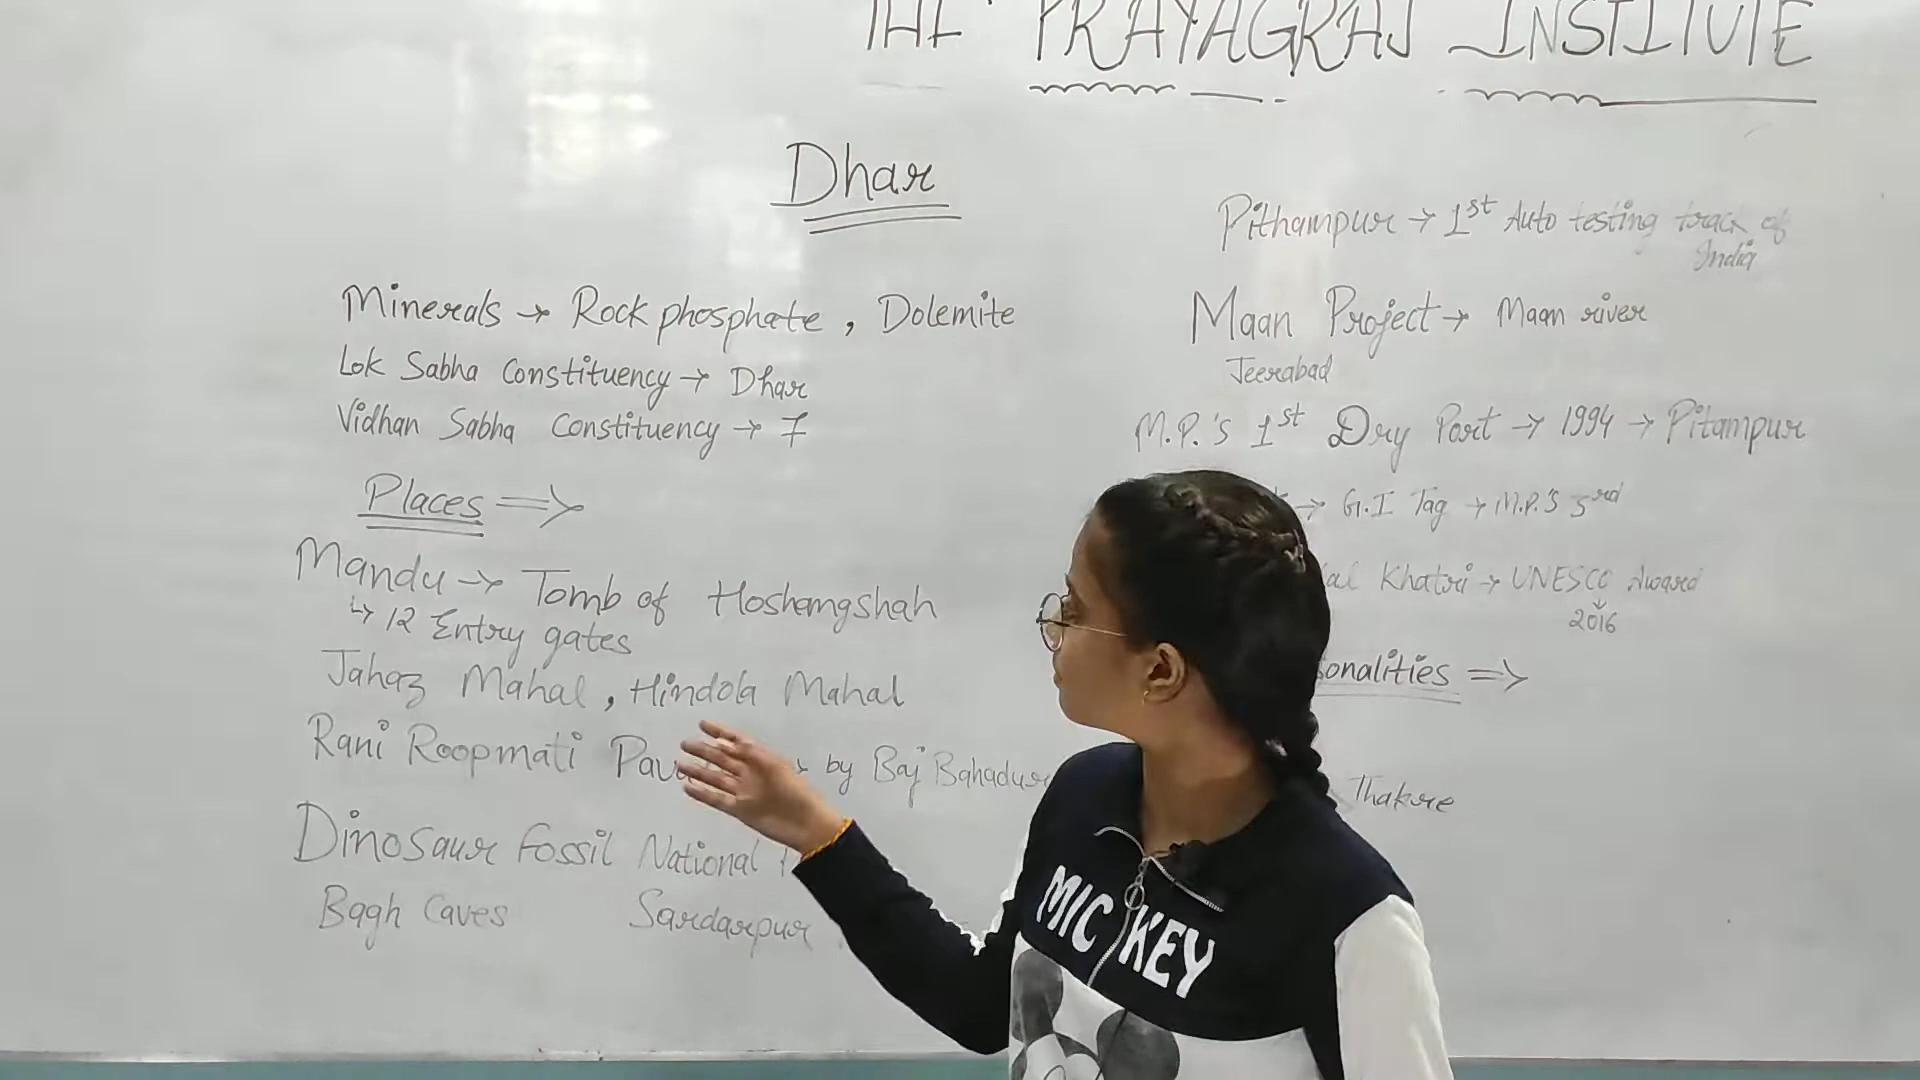 THE PRAYAGRAJ INSTITUTE
Dhar
Minerals → Rock phosphate, Dolemite
Lok Sabha Constituency → Dhar
Vidhan Sabha Constituency → 7
Places ⇒
Mandu → Tomb of Hoshangshah
↳ 12 Entry gates
Jahaz Mahal, Hindola Mahal
Rani Roopmati by Baj Bahadur
Dinosaur Fossil National
Bagh Caves Sardarpur
Pithampur → 1st Auto testing track of
India
Maan Project → Maan river
Jeerabad
M.P.'s 1st Dry Port → 1994 → Pitampur
→ G.I Tag → M.P.'s 3rd
Khatri → UNESCO Award
2016
onalities ⇒
Thakre
MICKEY